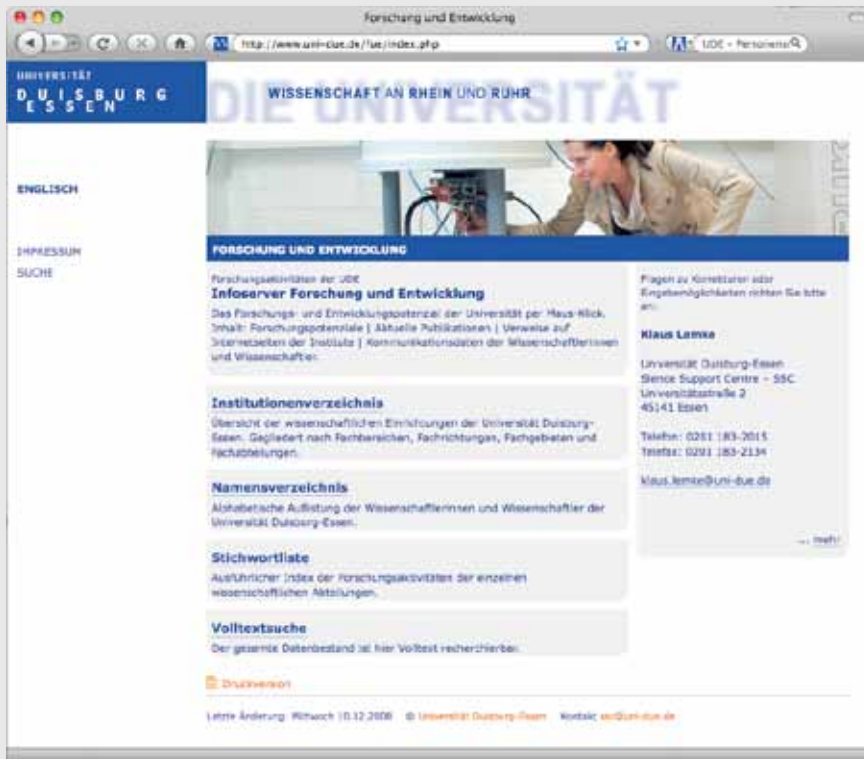 Forschung und Entwicklung
http://www.uni-due.de/fue/index.php
UDE - Personensu
UNIVERSITÄT
DUISBURG
ESSEN
DIE UNIVERSITÄT
WISSENSCHAFT AN RHEIN UND RUHR
ENGLISCH
IMPRESSUM
SUCHE
FORSCHUNG UND ENTWICKLUNG
Forschungsaktivitäten der UDE
Infoserver Forschung und Entwicklung
Das Forschungs- und Entwicklungspotenzial der Universität per Maus-Klick.
Inhalt: Forschungspotenziale | Aktuelle Publikationen | Verweise auf
Internetseiten der Institute | Kommunikationsdaten der Wissenschaftlerinnen
und Wissenschaftler.
Institutionenverzeichnis
Übersicht der wissenschaftlichen Einrichtungen der Universität Duisburg-
Essen. Gegliedert nach Fachbereichen, Fachrichtungen, Fachgebieten und
Fachabteilungen.
Namensverzeichnis
Alphabetische Auflistung der Wissenschaftlerinnen und Wissenschaftler der
Universität Duisburg-Essen.
Stichwortliste
Ausführlicher Index der Forschungsaktivitäten der einzelnen
wissenschaftlichen Abteilungen.
Volltextsuche
Der gesamte Datenbestand ist hier Volltext recherchierbar.
Fragen zu Korrekturen oder
Eingabemöglichkeiten richten Sie bitte
an:
Klaus Lemke
Universität Duisburg-Essen
Sience Support Centre – SSC
Universitätsstraße 2
45141 Essen
Telefon: 0201 183-2015
Telefax: 0201 183-2134
klaus.lemke@uni-due.de
... mehr
Druckversion
Letzte Änderung: Mittwoch 10.12.2008 © Universität Duisburg-Essen Kontakt: ssc@uni-due.de